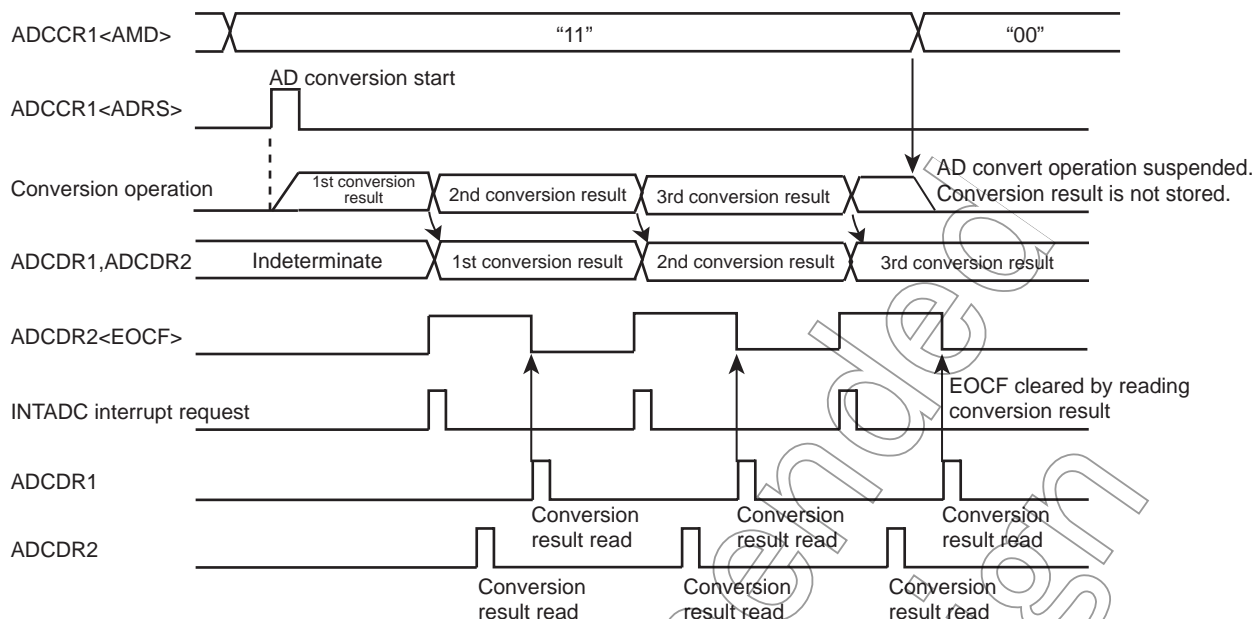 ADCCR1<AMD>
“11”
“00”
AD conversion start
ADCCR1<ADRS>
AD convert operation suspended.
Conversion result is not stored.
Conversion operation
1st conversion
result
2nd conversion result
3rd conversion result
ADCDR1,ADCDR2
Indeterminate
1st conversion result
2nd conversion result
3rd conversion result
ADCDR2<EOCF>
EOCF cleared by reading
conversion result
INTADC interrupt request
ADCDR1
Conversion
result read
Conversion
result read
Conversion
result read
ADCDR2
Conversion
result read
Conversion
result read
Conversion
result read